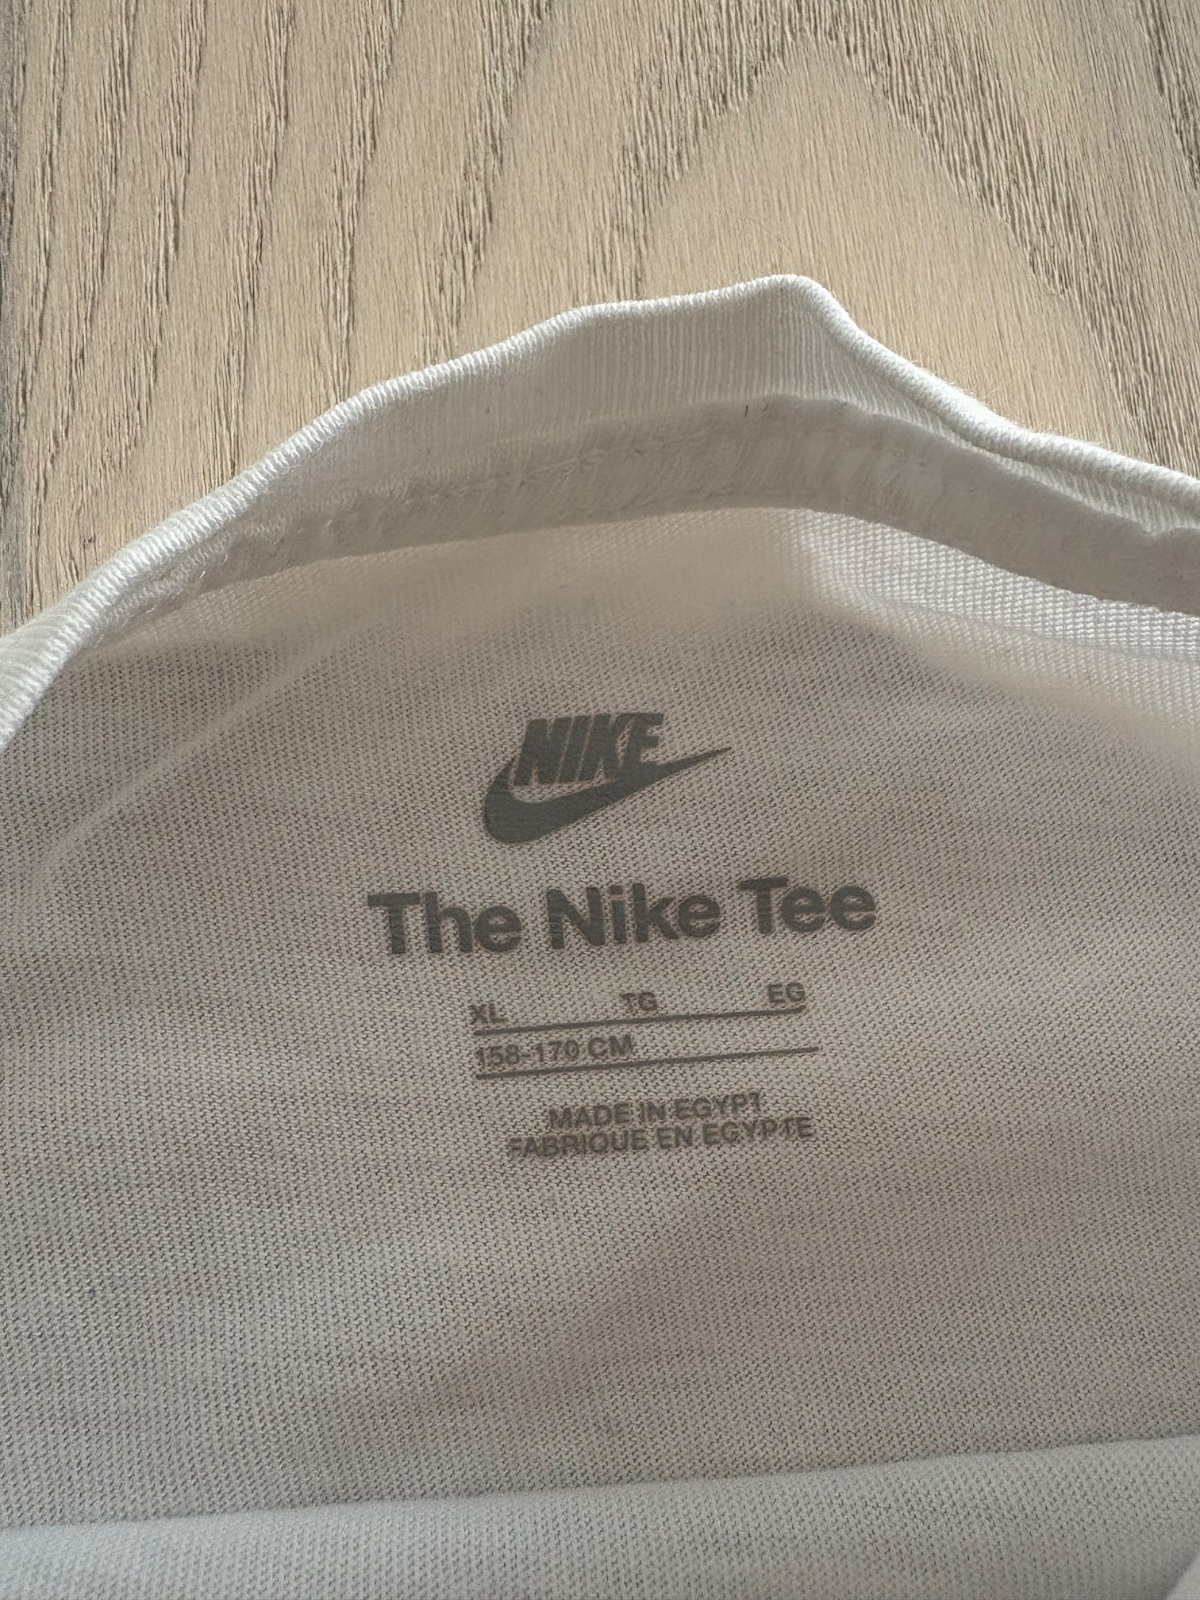 NIKE
The Nike Tee
XL TG EG
158-170 CM
MADE IN EGYPT
FABRIQUE EN EGYPTE